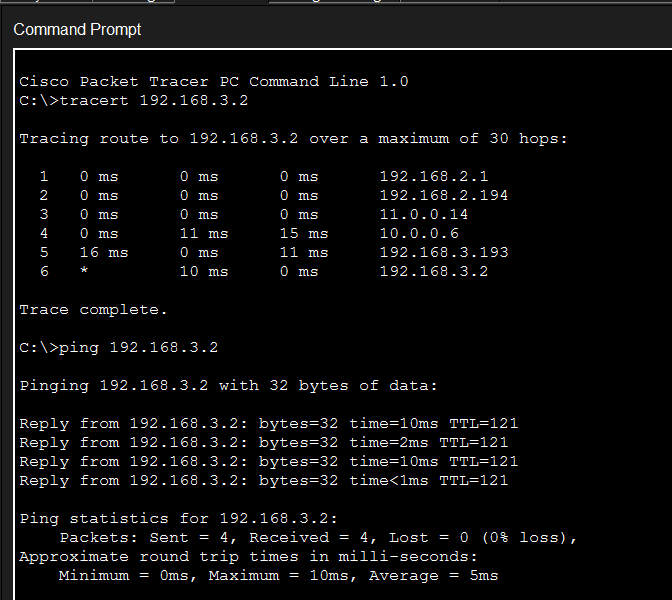 Command Prompt
Cisco Packet Tracer PC Command Line 1.0
C:\>tracert 192.168.3.2
Tracing route to 192.168.3.2 over a maximum of 30 hops:
1 0 ms 0 ms 0 ms 192.168.2.1
2 0 ms 0 ms 0 ms 192.168.2.194
3 0 ms 0 ms 0 ms 11.0.0.14
4 0 ms 11 ms 15 ms 10.0.0.6
5 16 ms 0 ms 11 ms 192.168.3.193
6 * 10 ms 0 ms 192.168.3.2
Trace complete.
C:\>ping 192.168.3.2
Pinging 192.168.3.2 with 32 bytes of data:
Reply from 192.168.3.2: bytes=32 time=10ms TTL=121
Reply from 192.168.3.2: bytes=32 time=2ms TTL=121
Reply from 192.168.3.2: bytes=32 time=10ms TTL=121
Reply from 192.168.3.2: bytes=32 time<1ms TTL=121
Ping statistics for 192.168.3.2:
Packets: Sent = 4, Received = 4, Lost = 0 (0% loss),
Approximate round trip times in milli-seconds:
Minimum = 0ms, Maximum = 10ms, Average = 5ms